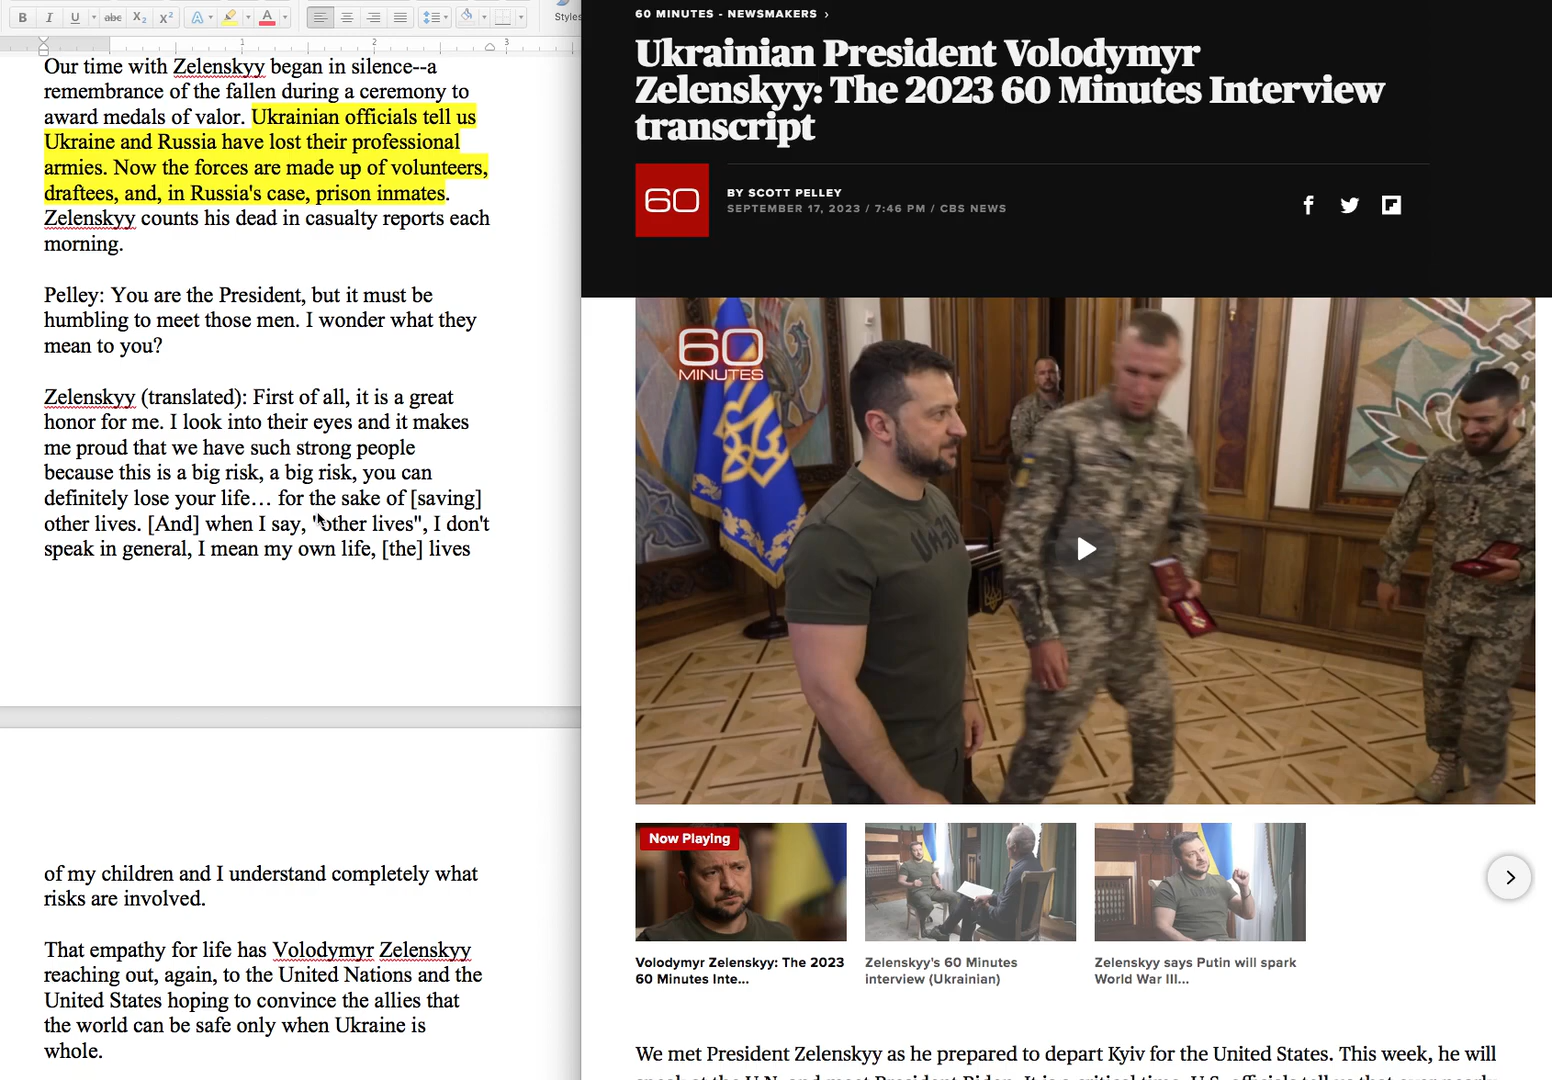 B I U abc X₂ X² A A
Styles
1 2 3
Our time with Zelenskyy began in silence--a
remembrance of the fallen during a ceremony to
award medals of valor. Ukrainian officials tell us
Ukraine and Russia have lost their professional
armies. Now the forces are made up of volunteers,
draftees, and, in Russia's case, prison inmates.
Zelenskyy counts his dead in casualty reports each
morning.
Pelley: You are the President, but it must be
humbling to meet those men. I wonder what they
mean to you?
Zelenskyy (translated): First of all, it is a great
honor for me. I look into their eyes and it makes
me proud that we have such strong people
because this is a big risk, a big risk, you can
definitely lose your life… for the sake of [saving]
other lives. [And] when I say, "other lives", I don't
speak in general, I mean my own life, [the] lives
of my children and I understand completely what
risks are involved.
That empathy for life has Volodymyr Zelenskyy
reaching out, again, to the United Nations and the
United States hoping to convince the allies that
the world can be safe only when Ukraine is
whole.
60 MINUTES - NEWSMAKERS ›
Ukrainian President Volodymyr
Zelenskyy: The 2023 60 Minutes Interview
transcript
60
BY SCOTT PELLEY
SEPTEMBER 17, 2023 / 7:46 PM / CBS NEWS
60
MINUTES
Now Playing
Volodymyr Zelenskyy: The 2023
60 Minutes Inte...
Zelenskyy's 60 Minutes
interview (Ukrainian)
Zelenskyy says Putin will spark
World War III...
We met President Zelenskyy as he prepared to depart Kyiv for the United States. This week, he will